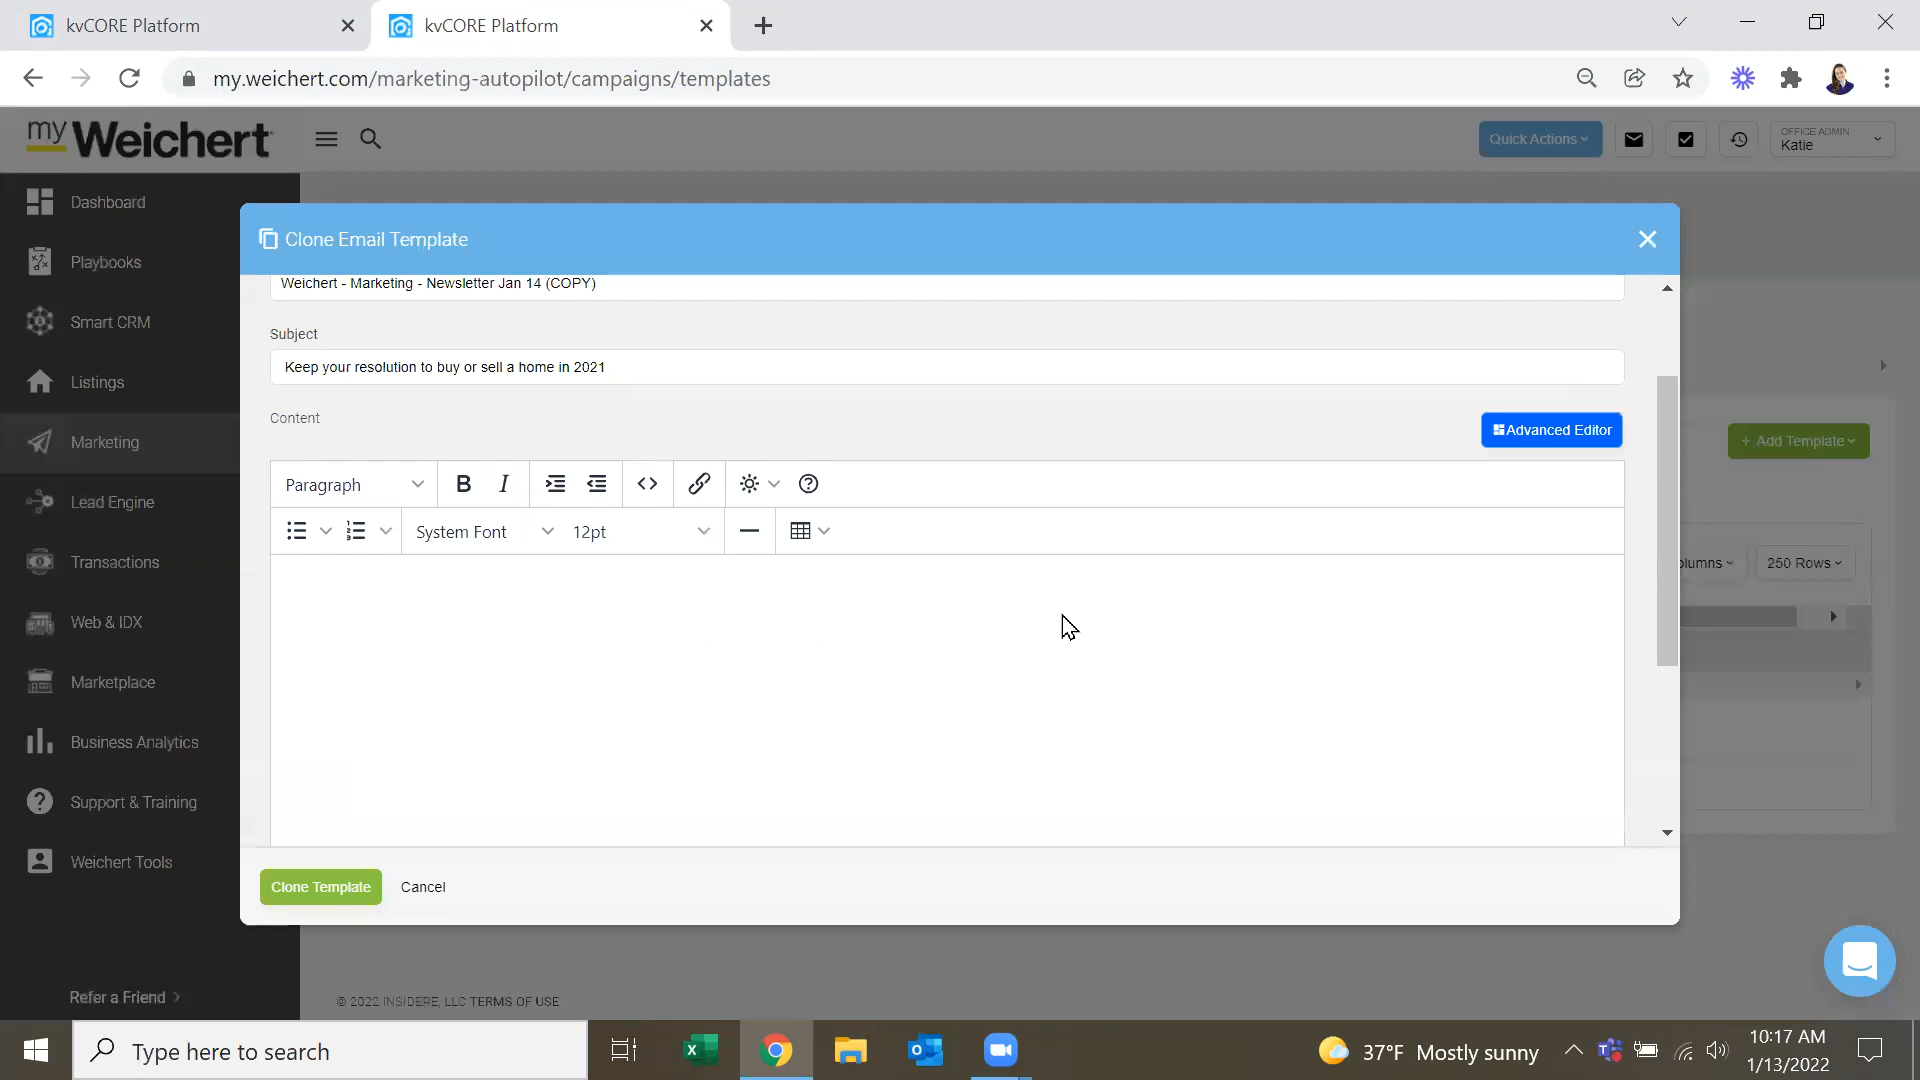 kvCORE Platform
kvCORE Platform
my.weichert.com/marketing-autopilot/campaigns/templates
my Weichert
Quick Actions
OFFICE ADMIN
Katie
Dashboard
Playbooks
Smart CRM
Listings
Marketing
Lead Engine
Transactions
Web & IDX
Marketplace
Business Analytics
Support & Training
Weichert Tools
Refer a Friend
Clone Email Template
Weichert - Marketing - Newsletter Jan 14 (COPY)
Subject
Keep your resolution to buy or sell a home in 2021
Content
Advanced Editor
Paragraph
B I
System Font
12pt
Clone Template
Cancel
+ Add Template
250 Rows
© 2022 INSIDERE, LLC TERMS OF USE
Type here to search
37°F Mostly sunny
10:17 AM
1/13/2022